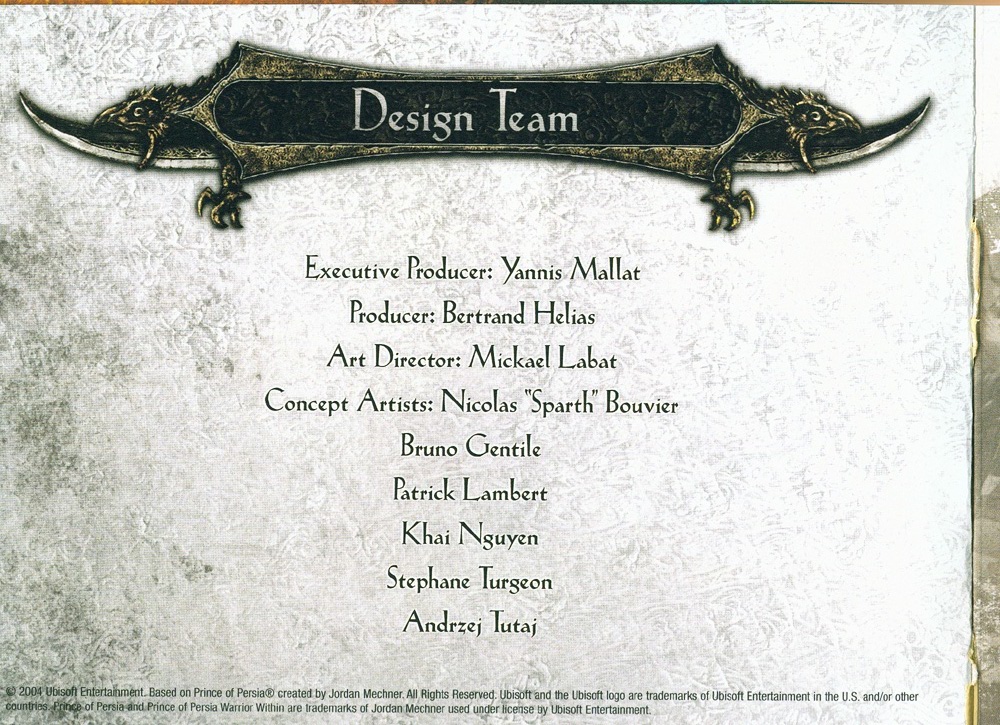 Design Team
Executive Producer: Yannis Mallat
Producer: Bertrand Helias
Art Director: Mickael Labat
Concept Artists: Nicolas "Sparth" Bouvier
Bruno Gentile
Patrick Lambert
Khai Nguyen
Stephane Turgeon
Andrzej Tutaj
© 2004 Ubisoft Entertainment. Based on Prince of Persia® created by Jordan Mechner. All Rights Reserved. Ubisoft and the Ubisoft logo are trademarks of Ubisoft Entertainment in the U.S. and/or other
countries. Prince of Persia and Prince of Persia Warrior Within are trademarks of Jordan Mechner used under license by Ubisoft Entertainment.